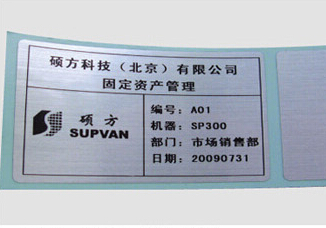 硕方科技（北京）有限公司
固定资产管理
硕方
SUPVAN
编号: A01
机器: SP300
部门: 市场销售部
日期: 20090731